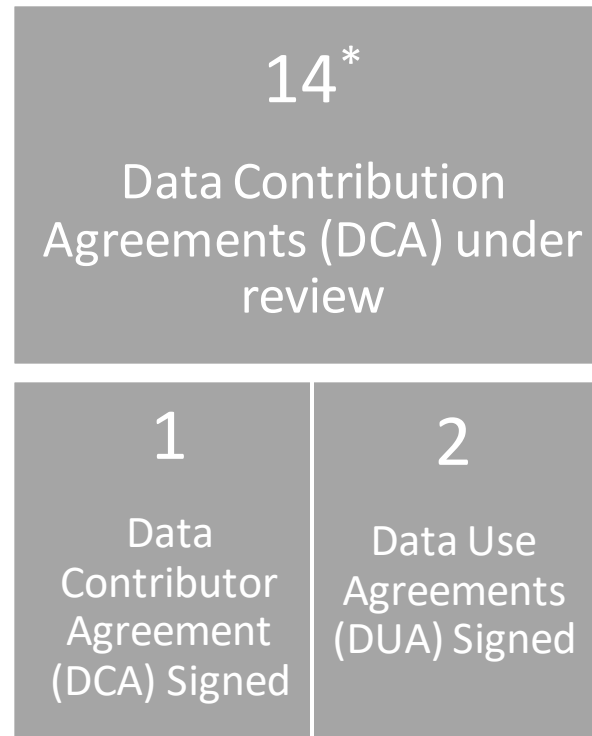 14*
Data Contribution
Agreements (DCA) under
review
1
Data
Contributor
Agreement
(DCA) Signed
2
Data Use
Agreements
(DUA) Signed